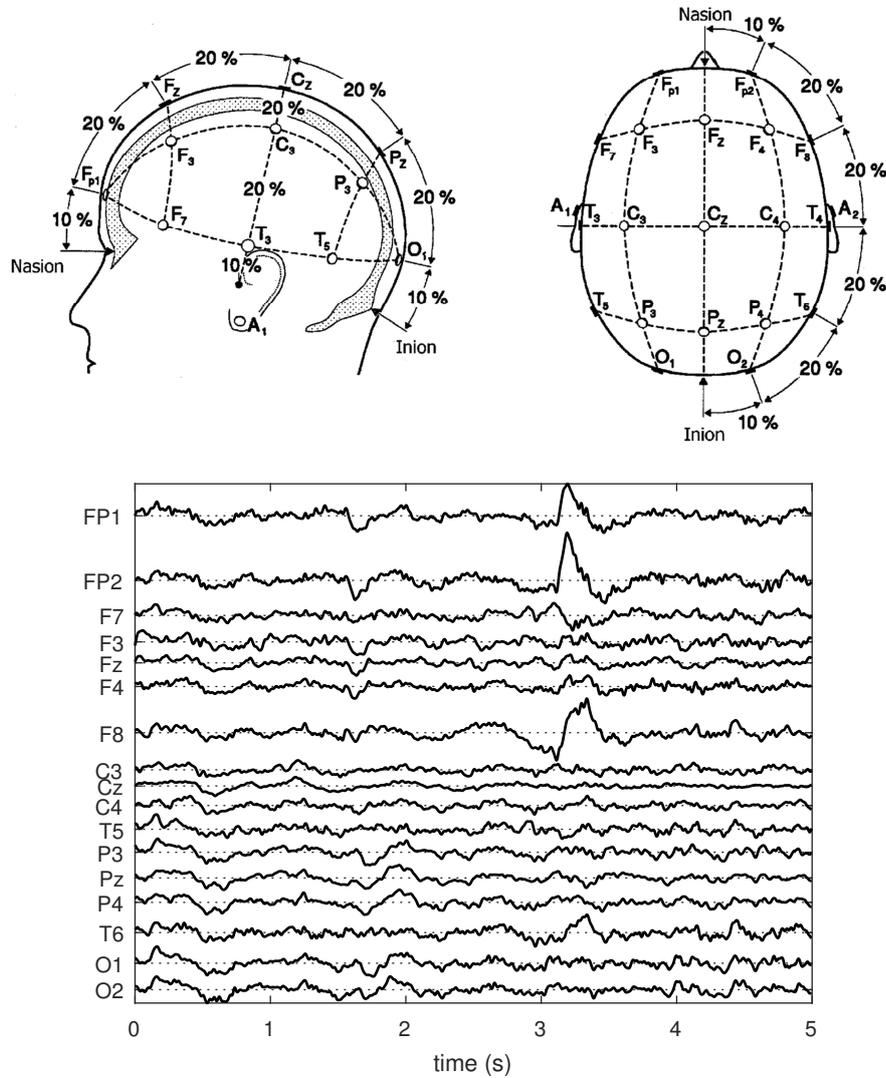 20 %
20 %
20 %
20 %
20 %
20 %
10 %
10 %
10 %
Fz
Cz
Pz
Fp1
F3
C3
P3
F7
T3
T5
O1
A1
Nasion
Inion
Nasion
10 %
20 %
20 %
20 %
20 %
10 %
Fp1
Fp2
F7
F3
Fz
F4
F8
A1
T3
C3
Cz
C4
T4
A2
T5
P3
Pz
P4
T5
O1
O2
Inion
FP1
FP2
F7
F3
Fz
F4
F8
C3
Cz
C4
T5
P3
Pz
P4
T6
O1
O2
0 1 2 3 4 5
time (s)